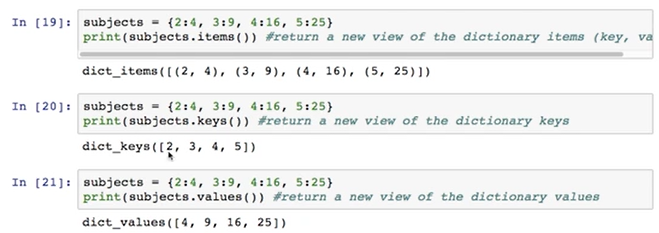 In [19]: subjects = {2:4, 3:9, 4:16, 5:25}
print(subjects.items()) #return a new view of the dictionary items (key, va
dict_items([(2, 4), (3, 9), (4, 16), (5, 25)])
In [20]: subjects = {2:4, 3:9, 4:16, 5:25}
print(subjects.keys()) #return a new view of the dictionary keys
dict_keys([2, 3, 4, 5])
In [21]: subjects = {2:4, 3:9, 4:16, 5:25}
print(subjects.values()) #return a new view of the dictionary values
dict_values([4, 9, 16, 25])